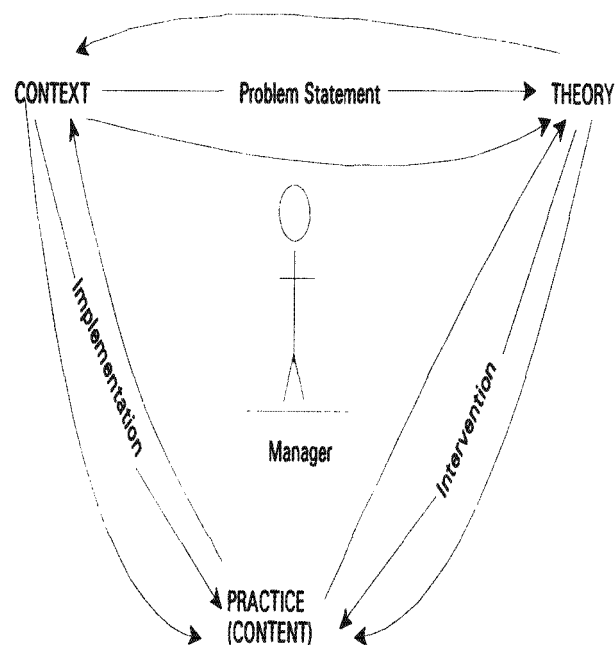 CONTEXT
Problem Statement
THEORY
Implementation
Intervention
Manager
PRACTICE
(CONTENT)